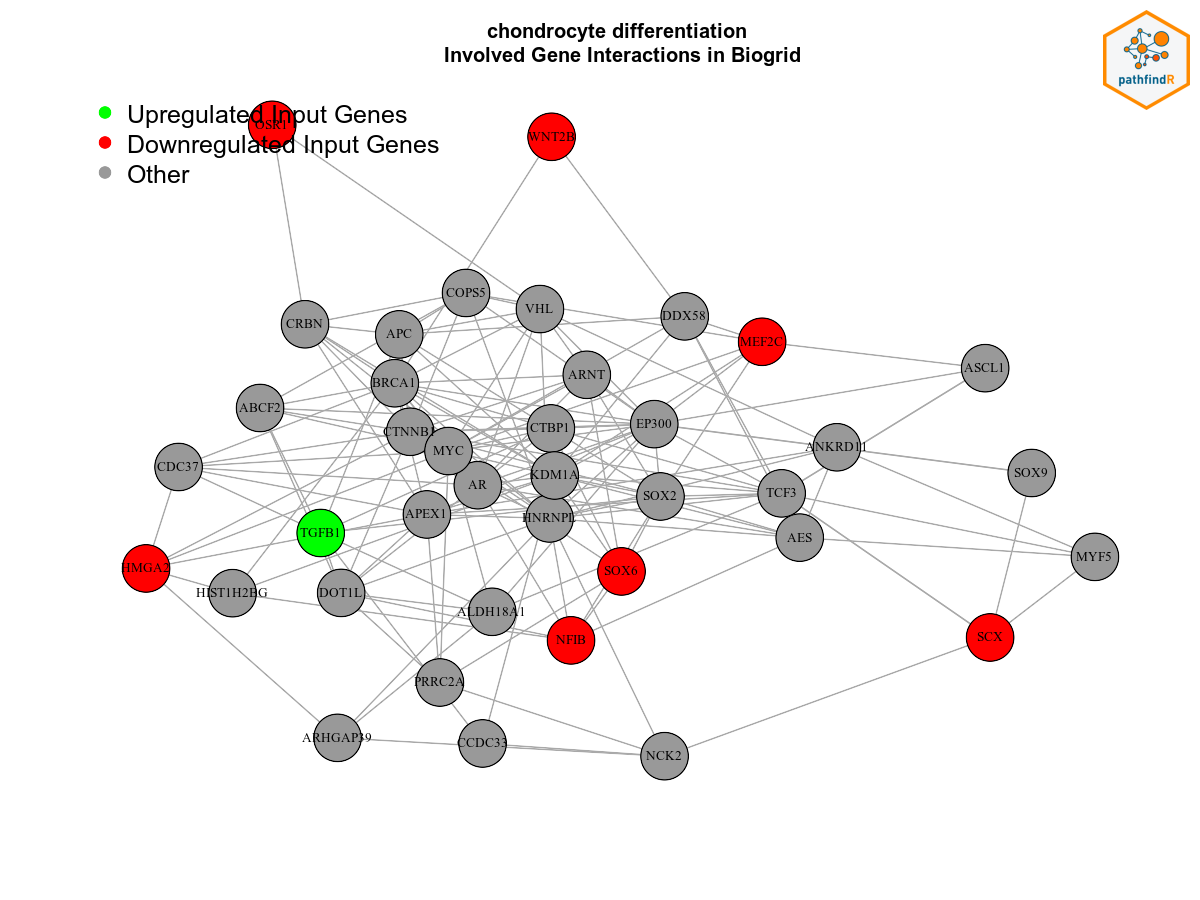 chondrocyte differentiation
Involved Gene Interactions in Biogrid
pathfindR
Upregulated Input Genes
Downregulated Input Genes
Other
OSR1
WNT2B
COPS5
VHL
DDX58
CRBN
APC
MEF2C
ASCL1
ARNT
BRCA1
ABCF2
CTNNB1
CTBP1
EP300
MYC
ANKRD11
CDC37
KDM1A
SOX9
AR
SOX2
TCF3
APEX1
HNRNPL
TGFB1
AES
MYF5
HMGA2
SOX6
HIST1H2BG
DOT1L
ALDH18A1
NFIB
SCX
PRRC2A
ARHGAP39
CCDC33
NCK2